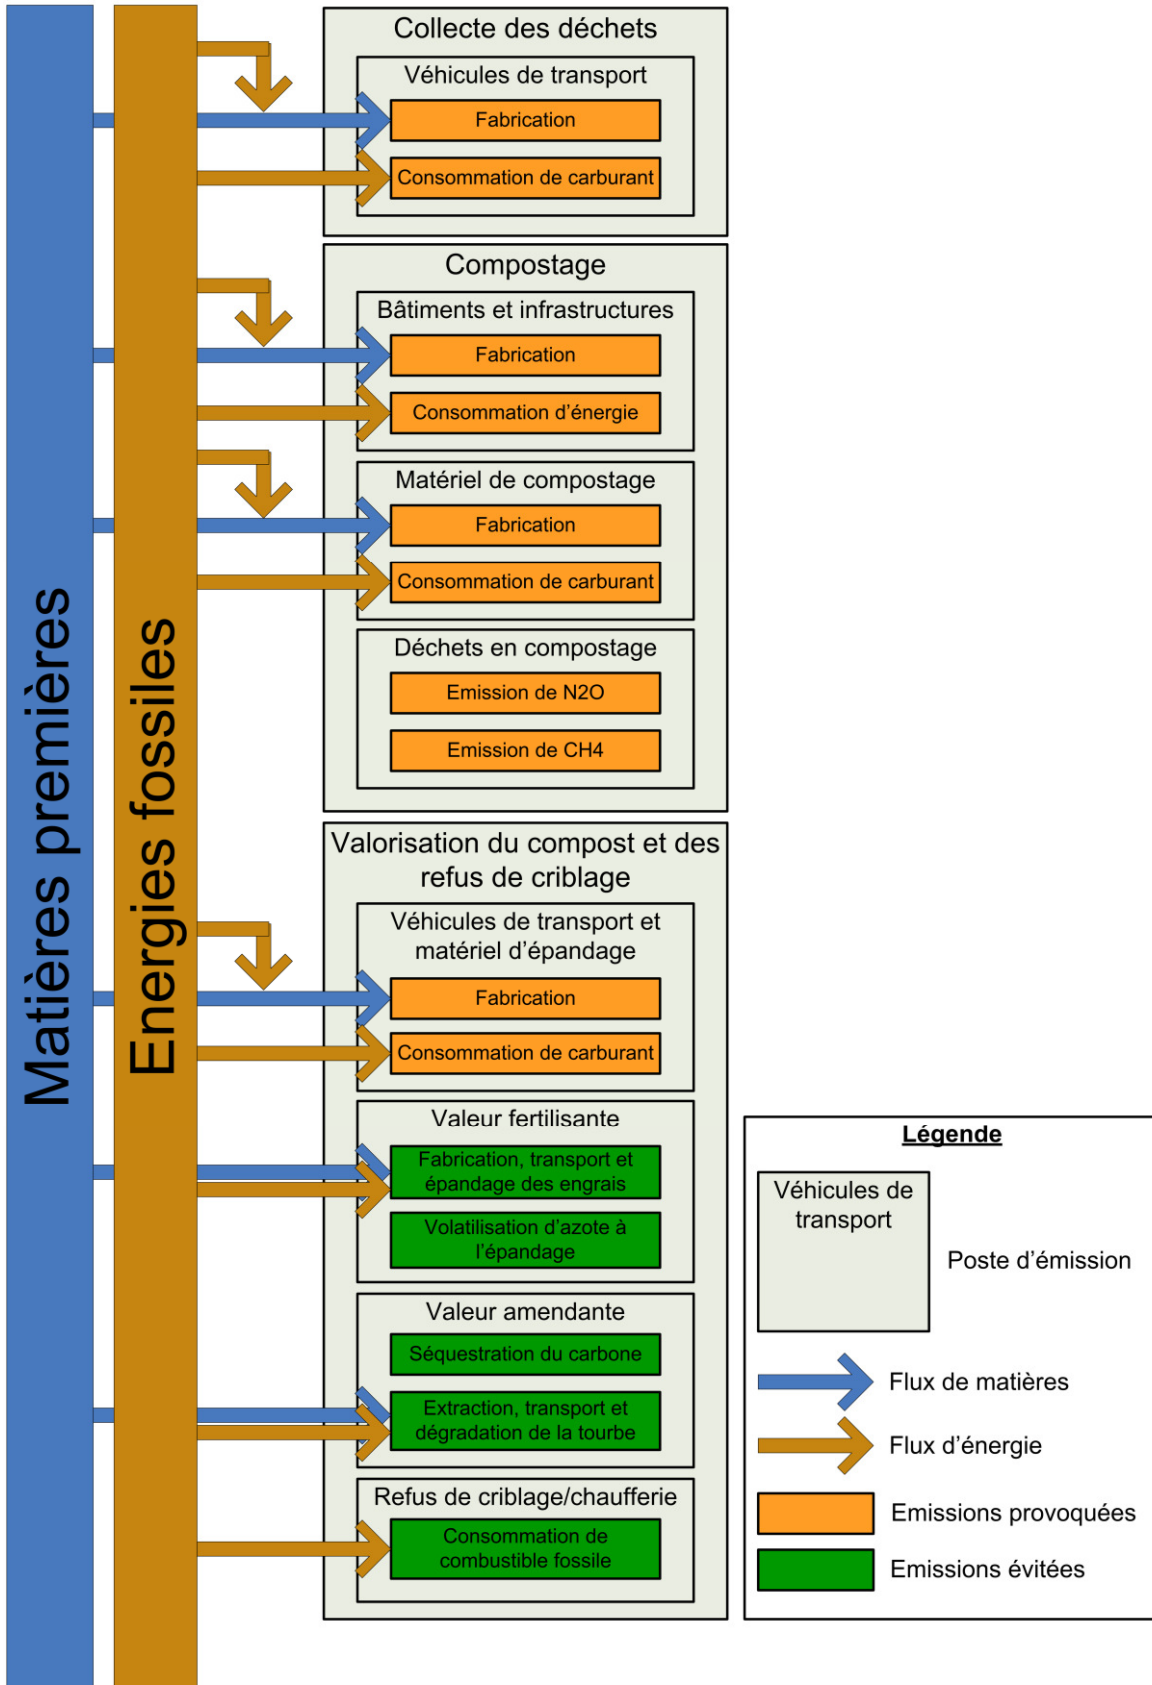 Matières premières
Energies fossiles
Collecte des déchets
Véhicules de transport
Fabrication
Consommation de carburant
Compostage
Bâtiments et infrastructures
Fabrication
Consommation d’énergie
Matériel de compostage
Fabrication
Consommation de carburant
Déchets en compostage
Emission de N2O
Emission de CH4
Valorisation du compost et des
refus de criblage
Véhicules de transport et
matériel d’épandage
Fabrication
Consommation de carburant
Valeur fertilisante
Fabrication, transport et
épandage des engrais
Volatilisation d’azote à
l’épandage
Valeur amendante
Séquestration du carbone
Extraction, transport et
dégradation de la tourbe
Refus de criblage/chaufferie
Consommation de
combustible fossile
Légende
Véhicules de
transport
Poste d’émission
Flux de matières
Flux d’énergie
Emissions provoquées
Emissions évitées